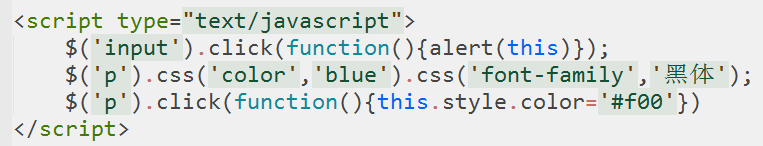 <script type="text/javascript">
    $('input').click(function(){alert(this)});
    $('p').css('color','blue').css('font-family','黑体');
    $('p').click(function(){this.style.color='#f00'})
</script>